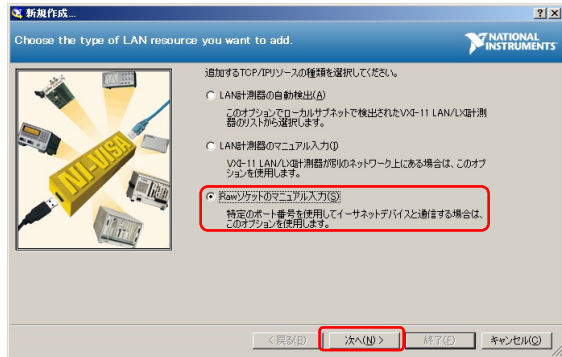 新規作成...
Choose the type of LAN resource you want to add.
NATIONAL
INSTRUMENTS
追加するTCP/IPリソースの種類を選択してください。
LAN計測器の自動検出(A)
このオプションでローカルサブネットで検出されたVXI-11 LAN/LXI計測
器のリストから選択します。
LAN計測器のマニュアル入力(I)
VXI-11 LAN/LXI計測器が別のネットワーク上にある場合は、このオプ
ションを使用します。
Rawソケットのマニュアル入力(S)
特定のポート番号を使用してイーサネットデバイスと通信する場合は、
このオプションを使用します。
NI-VISA
< 戻る(B)
次へ(N) >
終了(F)
キャンセル(C)